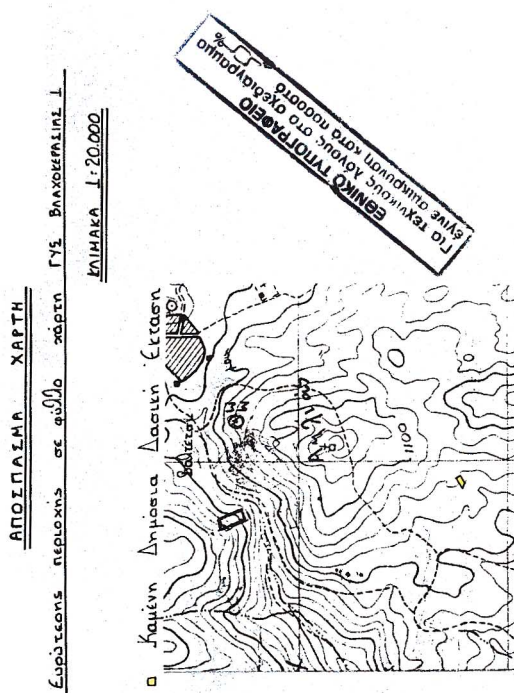 ΑΠΟΣΠΑΣΜΑ ΧΑΡΤΗ
Ευρύτερης περιοχής σε φύλλο χάρτη ΓΥΣ ΒΛΑΧΟΚΕΡΑΣΙΑΣ 1
ΚΛΙΜΑΚΑ 1:20.000
ΕΘΝΙΚΟ ΤΥΠΟΓΡΑΦΕΙΟ
Για τεχνικούς λόγους στο σχεδιάγραμμα
έγινε σμίκρυνση κατά ποσοστό
%
Καμένη Δημόσια Δασική Έκταση
1100